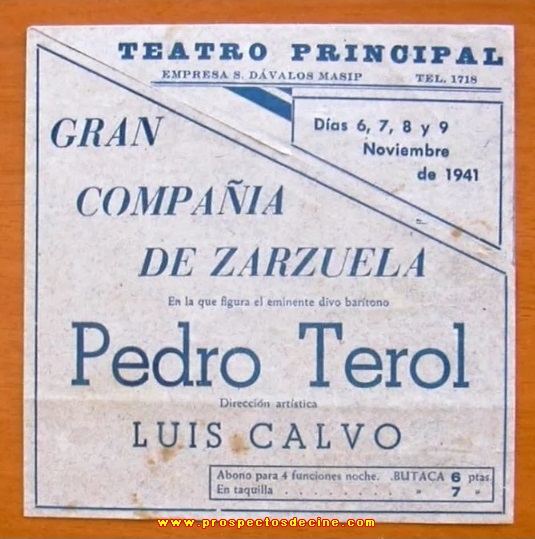 TEATRO PRINCIPAL
EMPRESA S. DÁVALOS MASIP TEL. 1718
Días 6, 7, 8 y 9
Noviembre
de 1941
GRAN
COMPAÑIA
DE ZARZUELA
En la que figura el eminente divo barítono
Pedro Terol
Dirección artística
LUIS CALVO
Abono para 4 funciones noche. .BUTACA 6 ptas.
En taquilla . . . . . . . . . . . . » 7 »
www.prospectosdecine.com